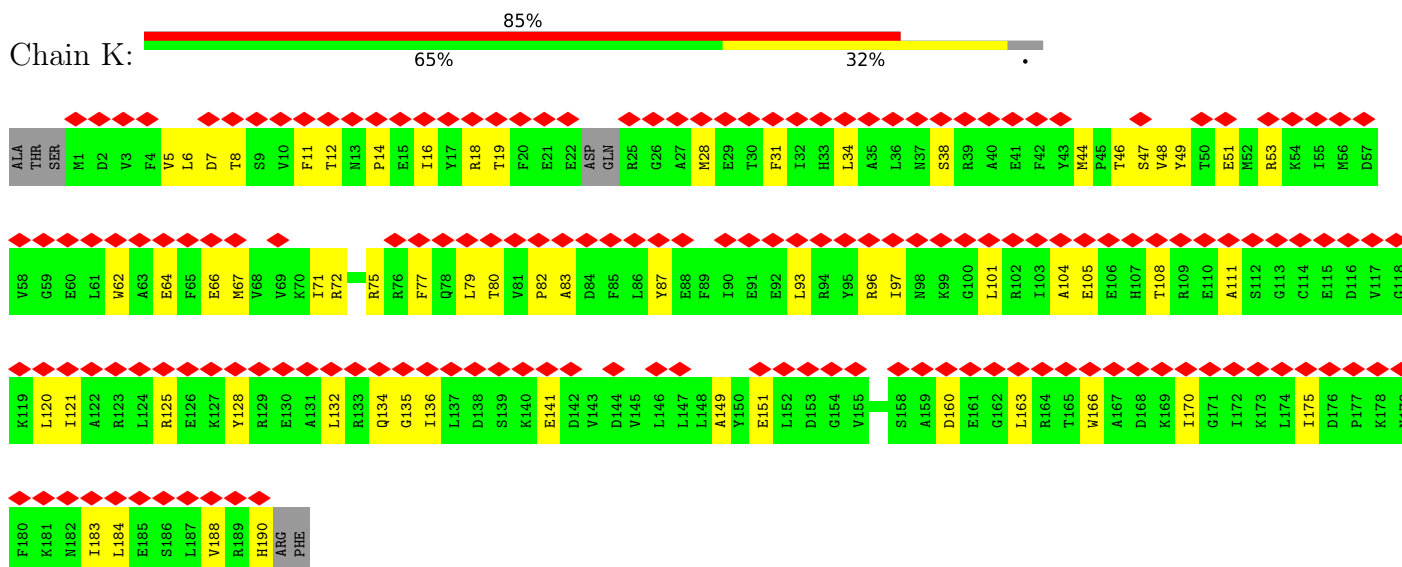 85%
Chain K:
65% 32% •
ALA THR SER M1 D2 V3 F4 V5 L6 D7 T8 S9 V10 F11 T12 N13 P14 E15 I16 Y17 R18 T19 F20 E21 E22 ASP GLN R25 G26 A27 M28 E29 T30 F31 I32 H33 L34 A35 L36 N37 S38 R39 A40 E41 F42 Y43 M44 P45 T46 S47 V48 Y49 T50 E51 M52 R53 K54 I55 M56 D57
V58 G59 E60 L61 W62 A63 E64 F65 E66 M67 V68 V69 K70 I71 R72 R75 R76 F77 Q78 L79 T80 V81 P82 A83 D84 F85 L86 Y87 E88 F89 I90 E91 E92 L93 R94 Y95 R96 I97 N98 K99 G100 L101 R102 I103 A104 E105 E106 H107 T108 R109 E110 A111 S112 G113 C114 E115 D116 V117 G118
K119 L120 I121 A122 R123 L124 R125 E126 K127 Y128 R129 E130 A131 L132 R133 Q134 G135 I136 L137 D138 S139 K140 E141 D142 V143 D144 V145 L146 L147 L148 A149 Y150 E151 L152 D153 G154 V155 S158 A159 D160 E161 G162 L163 R164 T165 W166 A167 D168 K169 I170 G171 I172 K173 L174 I175 D176 P177 K178
F180 K181 N182 I183 L184 E185 S186 L187 V188 R189 H190 ARG PHE